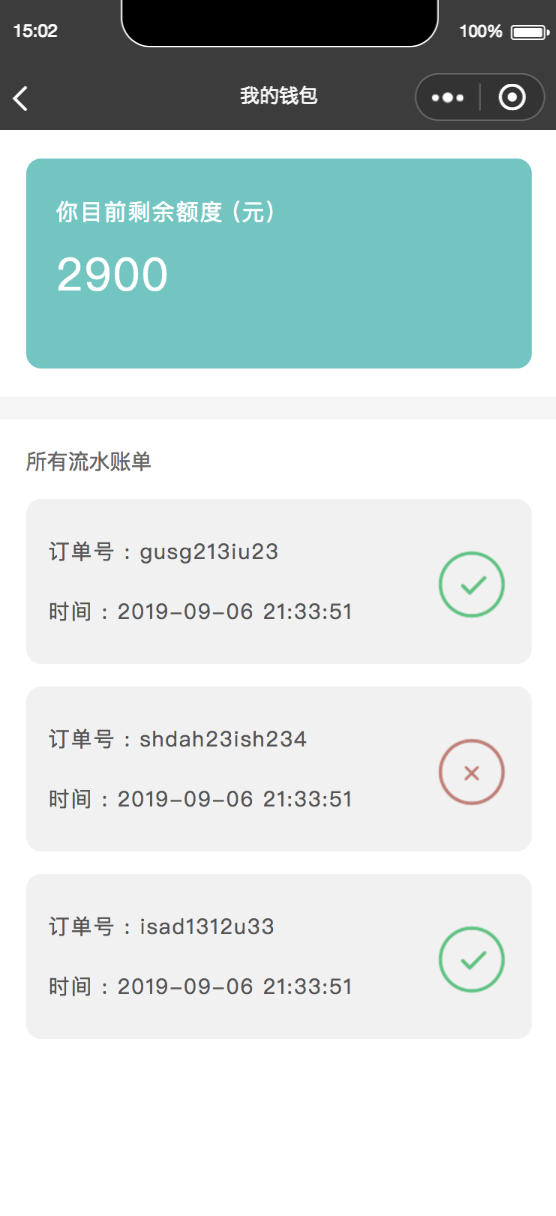 15:02
100%
我的钱包
你目前剩余额度 (元)
2900
所有流水账单
订单号：gusg213iu23
时间：2019-09-06 21:33:51
订单号：shdah23ish234
时间：2019-09-06 21:33:51
订单号：isad1312u33
时间：2019-09-06 21:33:51